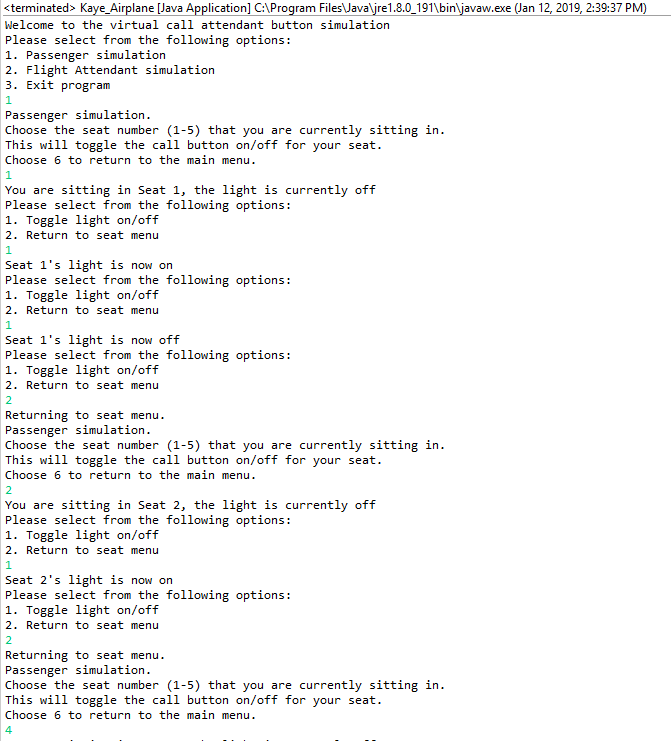 <terminated> Kaye_Airplane [Java Application] C:\Program Files\Java\jre1.8.0_191\bin\javaw.exe (Jan 12, 2019, 2:39:37 PM)
Welcome to the virtual call attendant button simulation
Please select from the following options:
1. Passenger simulation
2. Flight Attendant simulation
3. Exit program
1
Passenger simulation.
Choose the seat number (1-5) that you are currently sitting in.
This will toggle the call button on/off for your seat.
Choose 6 to return to the main menu.
1
You are sitting in Seat 1, the light is currently off
Please select from the following options:
1. Toggle light on/off
2. Return to seat menu
1
Seat 1's light is now on
Please select from the following options:
1. Toggle light on/off
2. Return to seat menu
1
Seat 1's light is now off
Please select from the following options:
1. Toggle light on/off
2. Return to seat menu
2
Returning to seat menu.
Passenger simulation.
Choose the seat number (1-5) that you are currently sitting in.
This will toggle the call button on/off for your seat.
Choose 6 to return to the main menu.
2
You are sitting in Seat 2, the light is currently off
Please select from the following options:
1. Toggle light on/off
2. Return to seat menu
1
Seat 2's light is now on
Please select from the following options:
1. Toggle light on/off
2. Return to seat menu
2
Returning to seat menu.
Passenger simulation.
Choose the seat number (1-5) that you are currently sitting in.
This will toggle the call button on/off for your seat.
Choose 6 to return to the main menu.
4